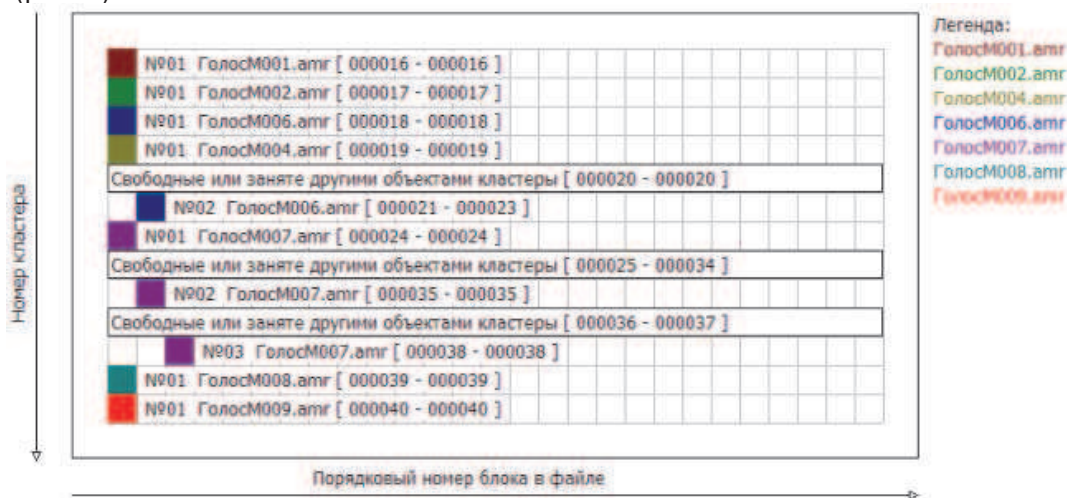 Легенда:
ГолосM001.amr
ГолосM002.amr
ГолосM004.amr
ГолосM006.amr
ГолосM007.amr
ГолосM008.amr
ГолосM009.amr
№01 ГолосM001.amr [ 000016 - 000016 ]
№01 ГолосM002.amr [ 000017 - 000017 ]
№01 ГолосM006.amr [ 000018 - 000018 ]
№01 ГолосM004.amr [ 000019 - 000019 ]
Свободные или заняте другими объектами кластеры [ 000020 - 000020 ]
№02 ГолосM006.amr [ 000021 - 000023 ]
№01 ГолосM007.amr [ 000024 - 000024 ]
Свободные или заняте другими объектами кластеры [ 000025 - 000034 ]
№02 ГолосM007.amr [ 000035 - 000035 ]
Свободные или заняте другими объектами кластеры [ 000036 - 000037 ]
№03 ГолосM007.amr [ 000038 - 000038 ]
№01 ГолосM008.amr [ 000039 - 000039 ]
№01 ГолосM009.amr [ 000040 - 000040 ]
Номер кластера
Порядковый номер блока в файле